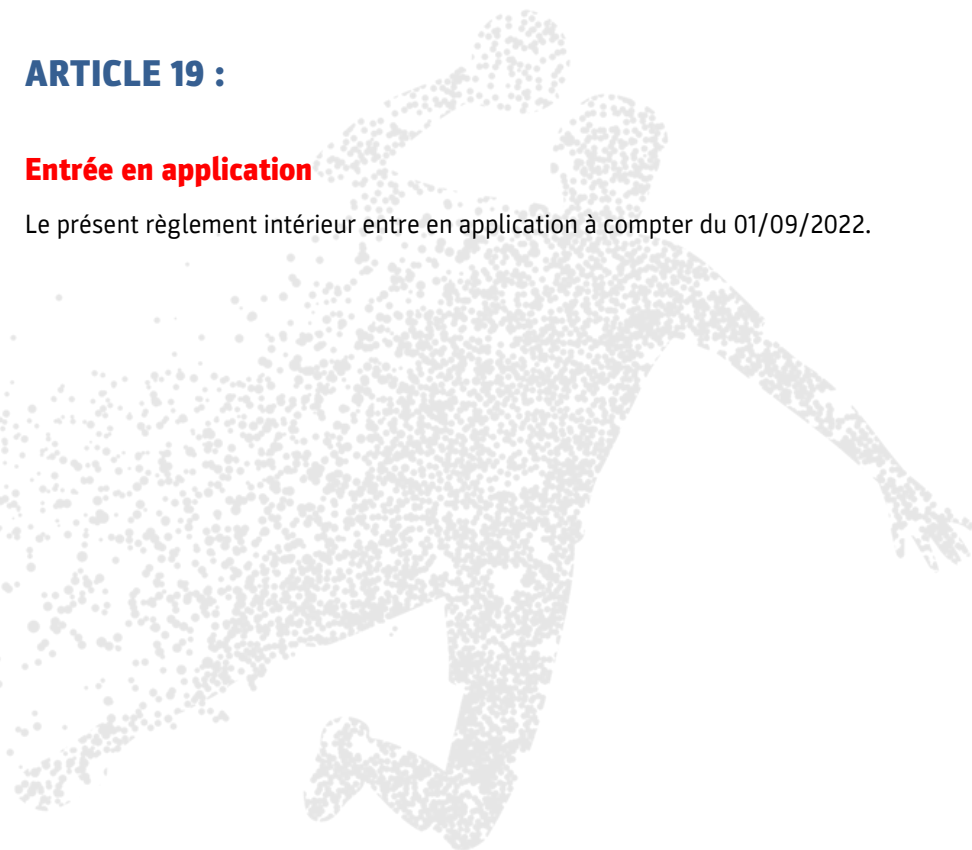 ARTICLE 19 :
Entrée en application
Le présent règlement intérieur entre en application à compter du 01/09/2022.